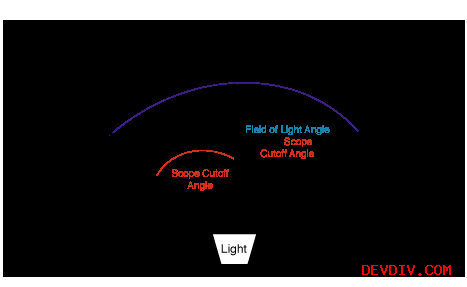 Field of Light Angle
Scope
Cutoff Angle
Scope Cutoff
Angle
Light
DEVDIV.COM